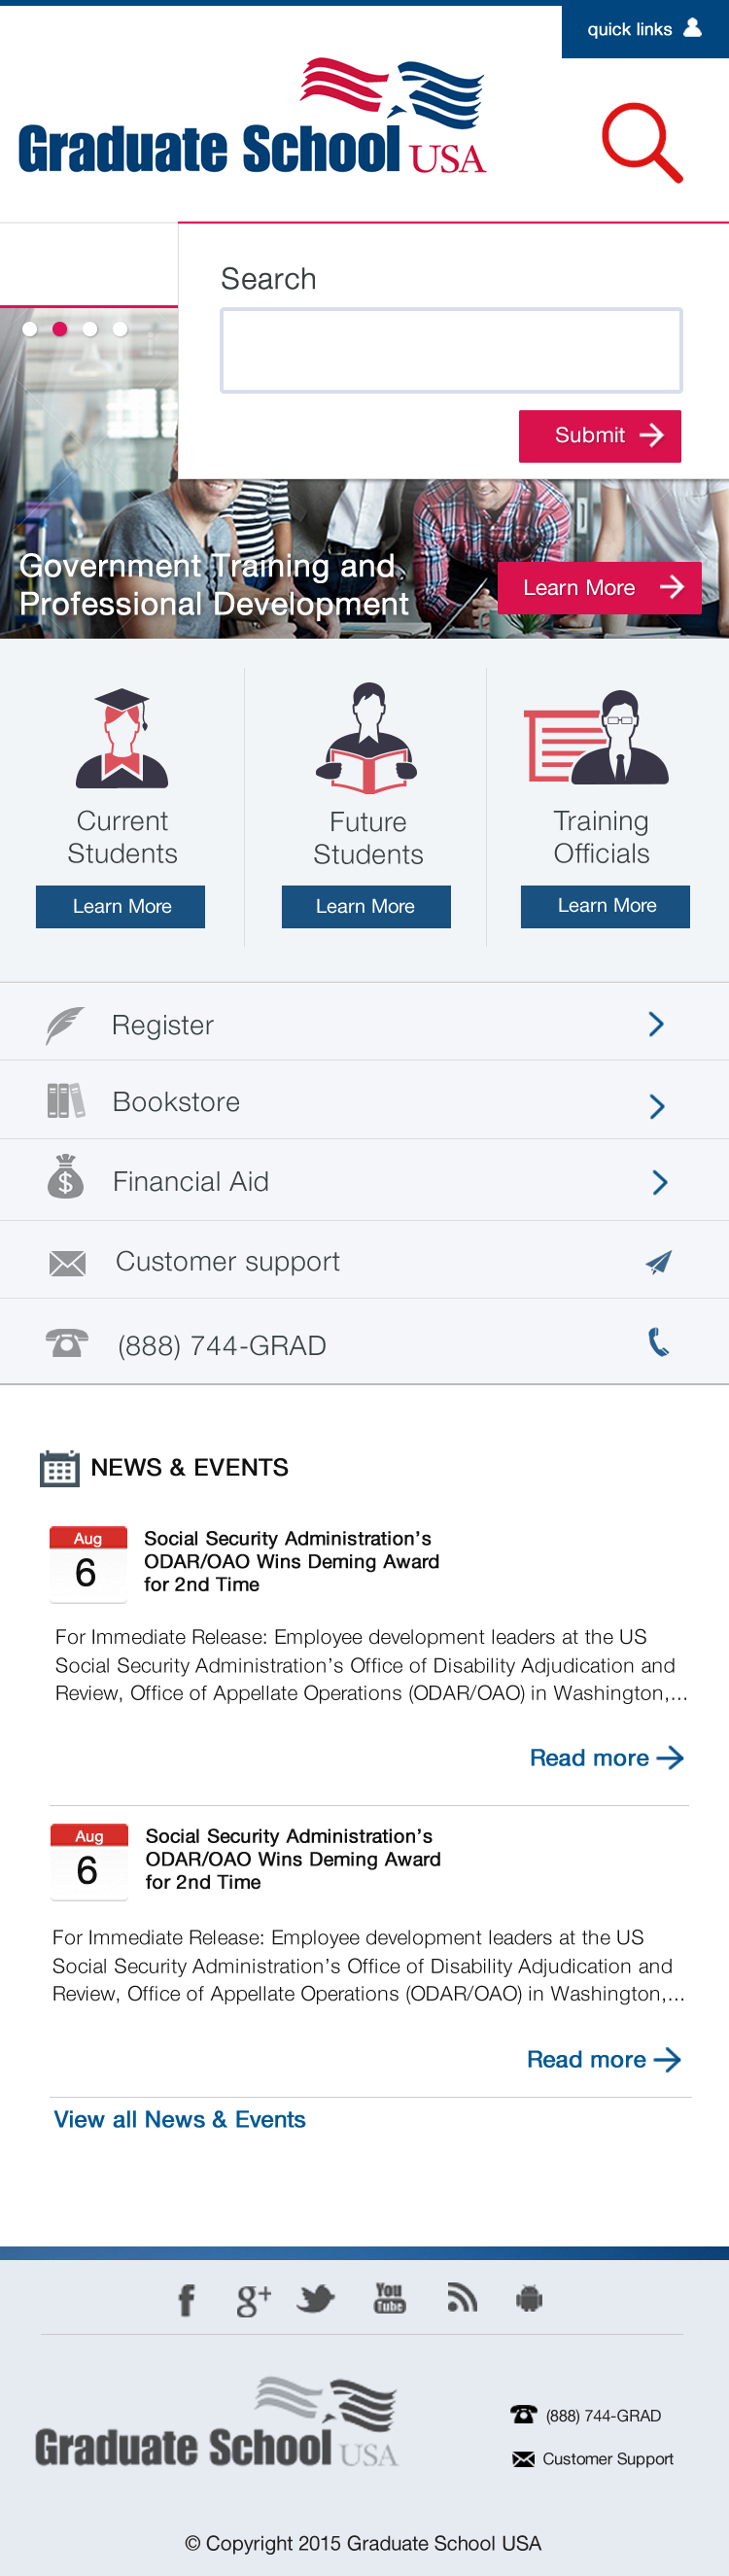 quick links
Graduate School USA
Search
Submit
Government Training and
Professional Development
Learn More
Current
Students
Learn More
Future
Students
Learn More
Training
Officials
Learn More
Register
Bookstore
Financial Aid
Customer support
(888) 744-GRAD
NEWS & EVENTS
Aug
6
Social Security Administration's
ODAR/OAO Wins Deming Award
for 2nd Time
For Immediate Release: Employee development leaders at the US
Social Security Administration's Office of Disability Adjudication and
Review, Office of Appellate Operations (ODAR/OAO) in Washington,...
Read more
Aug
6
Social Security Administration's
ODAR/OAO Wins Deming Award
for 2nd Time
For Immediate Release: Employee development leaders at the US
Social Security Administration's Office of Disability Adjudication and
Review, Office of Appellate Operations (ODAR/OAO) in Washington,...
Read more
View all News & Events
f
g+
You
Tube
Graduate School USA
(888) 744-GRAD
Customer Support
© Copyright 2015 Graduate School USA